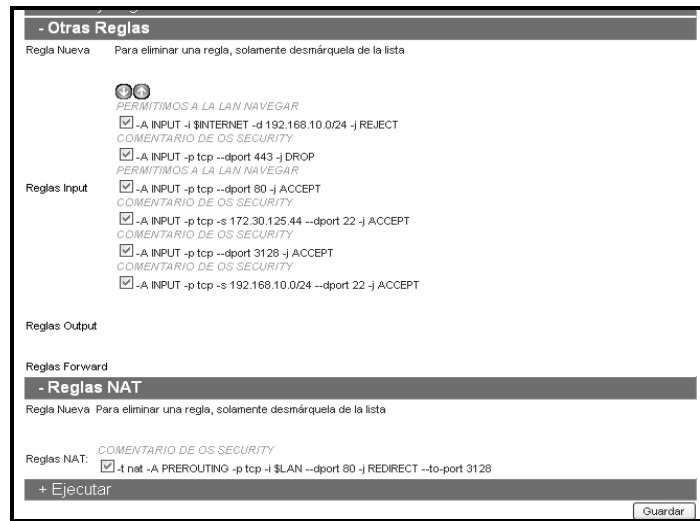 - Otras Reglas
Regla Nueva Para eliminar una regla, solamente desmárquela de la lista
PERMITIMOS A LA LAN NAVEGAR
-A INPUT -i $INTERNET -d 192.168.10.0/24 -j REJECT
COMENTARIO DE OS SECURITY
-A INPUT -p tcp --dport 443 -j DROP
PERMITIMOS A LA LAN NAVEGAR
Reglas Input -A INPUT -p tcp --dport 80 -j ACCEPT
COMENTARIO DE OS SECURITY
-A INPUT -p tcp -s 172.30.125.44 --dport 22 -j ACCEPT
COMENTARIO DE OS SECURITY
-A INPUT -p tcp --dport 3128 -j ACCEPT
COMENTARIO DE OS SECURITY
-A INPUT -p tcp -s 192.168.10.0/24 --dport 22 -j ACCEPT
Reglas Output
Reglas Forward
- Reglas NAT
Regla Nueva Para eliminar una regla, solamente desmárquela de la lista
COMENTARIO DE OS SECURITY
Reglas NAT: -t nat -A PREROUTING -p tcp -i $LAN --dport 80 -j REDIRECT --to-port 3128
+ Ejecutar
Guardar